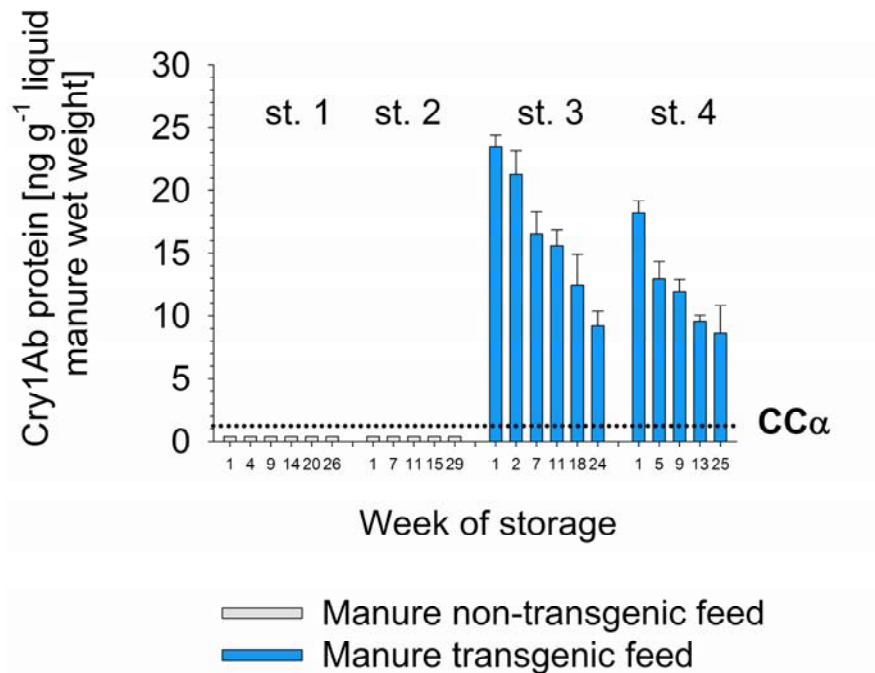 Cry1Ab protein [ng g⁻¹ liquid
manure wet weight]
30
25
20
15
10
5
0
st. 1 st. 2 st. 3 st. 4
CCα
1 4 9 14 20 26 1 7 11 15 29 1 2 7 11 18 24 1 5 9 13 25
Week of storage
Manure non-transgenic feed
Manure transgenic feed